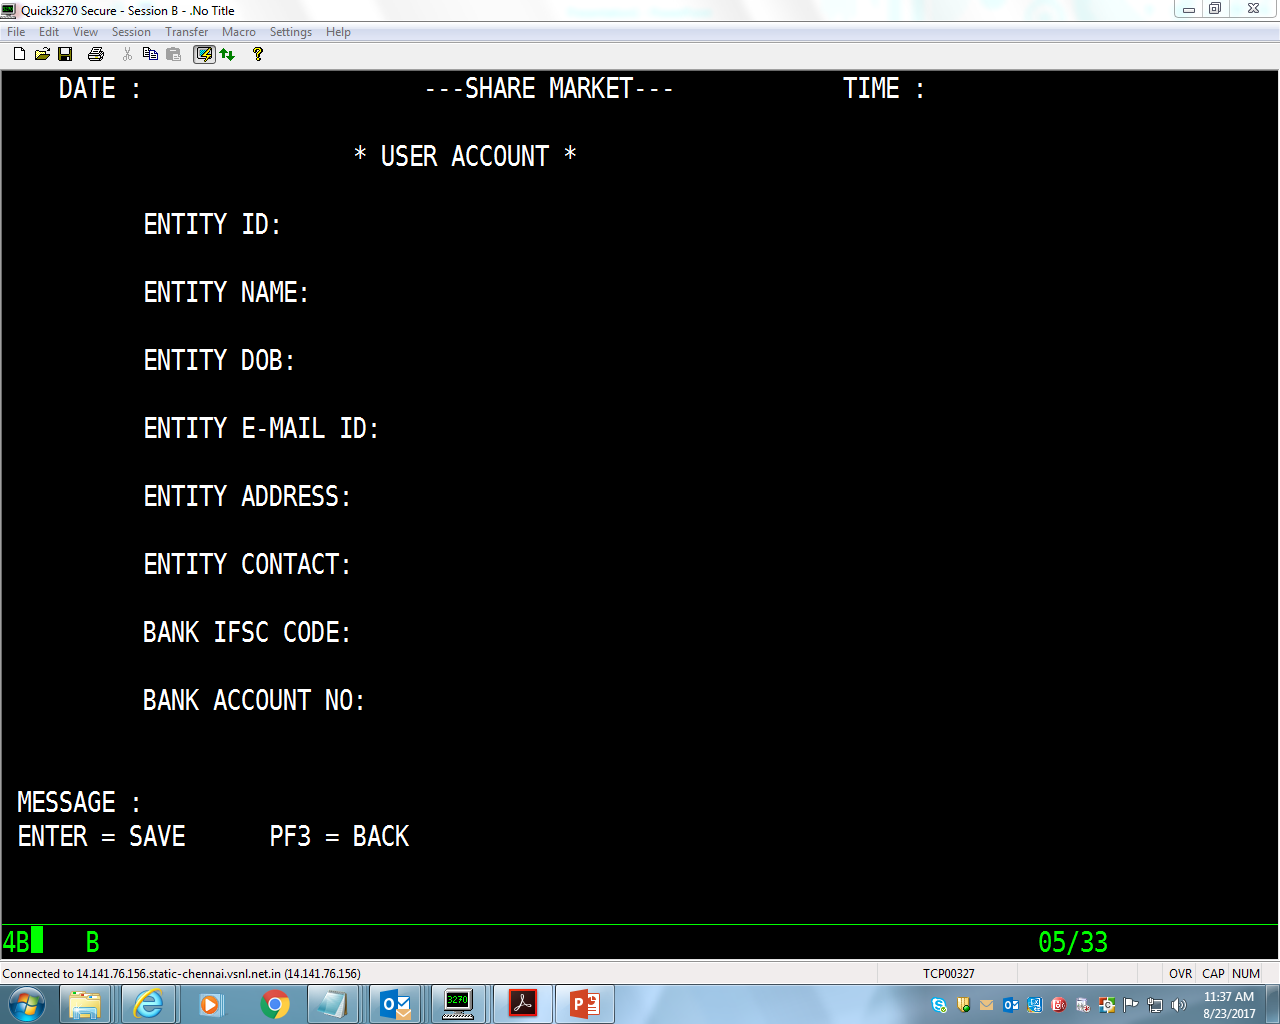 Quick3270 Secure - Session B - .No Title
File Edit View Session Transfer Macro Settings Help
DATE : ---SHARE MARKET--- TIME :
* USER ACCOUNT *
ENTITY ID:
ENTITY NAME:
ENTITY DOB:
ENTITY E-MAIL ID:
ENTITY ADDRESS:
ENTITY CONTACT:
BANK IFSC CODE:
BANK ACCOUNT NO:
MESSAGE :
ENTER = SAVE PF3 = BACK
4B B 05/33
Connected to 14.141.76.156.static-chennai.vsnl.net.in (14.141.76.156) TCP00327 OVR CAP NUM
3270
11:37 AM
8/23/2017